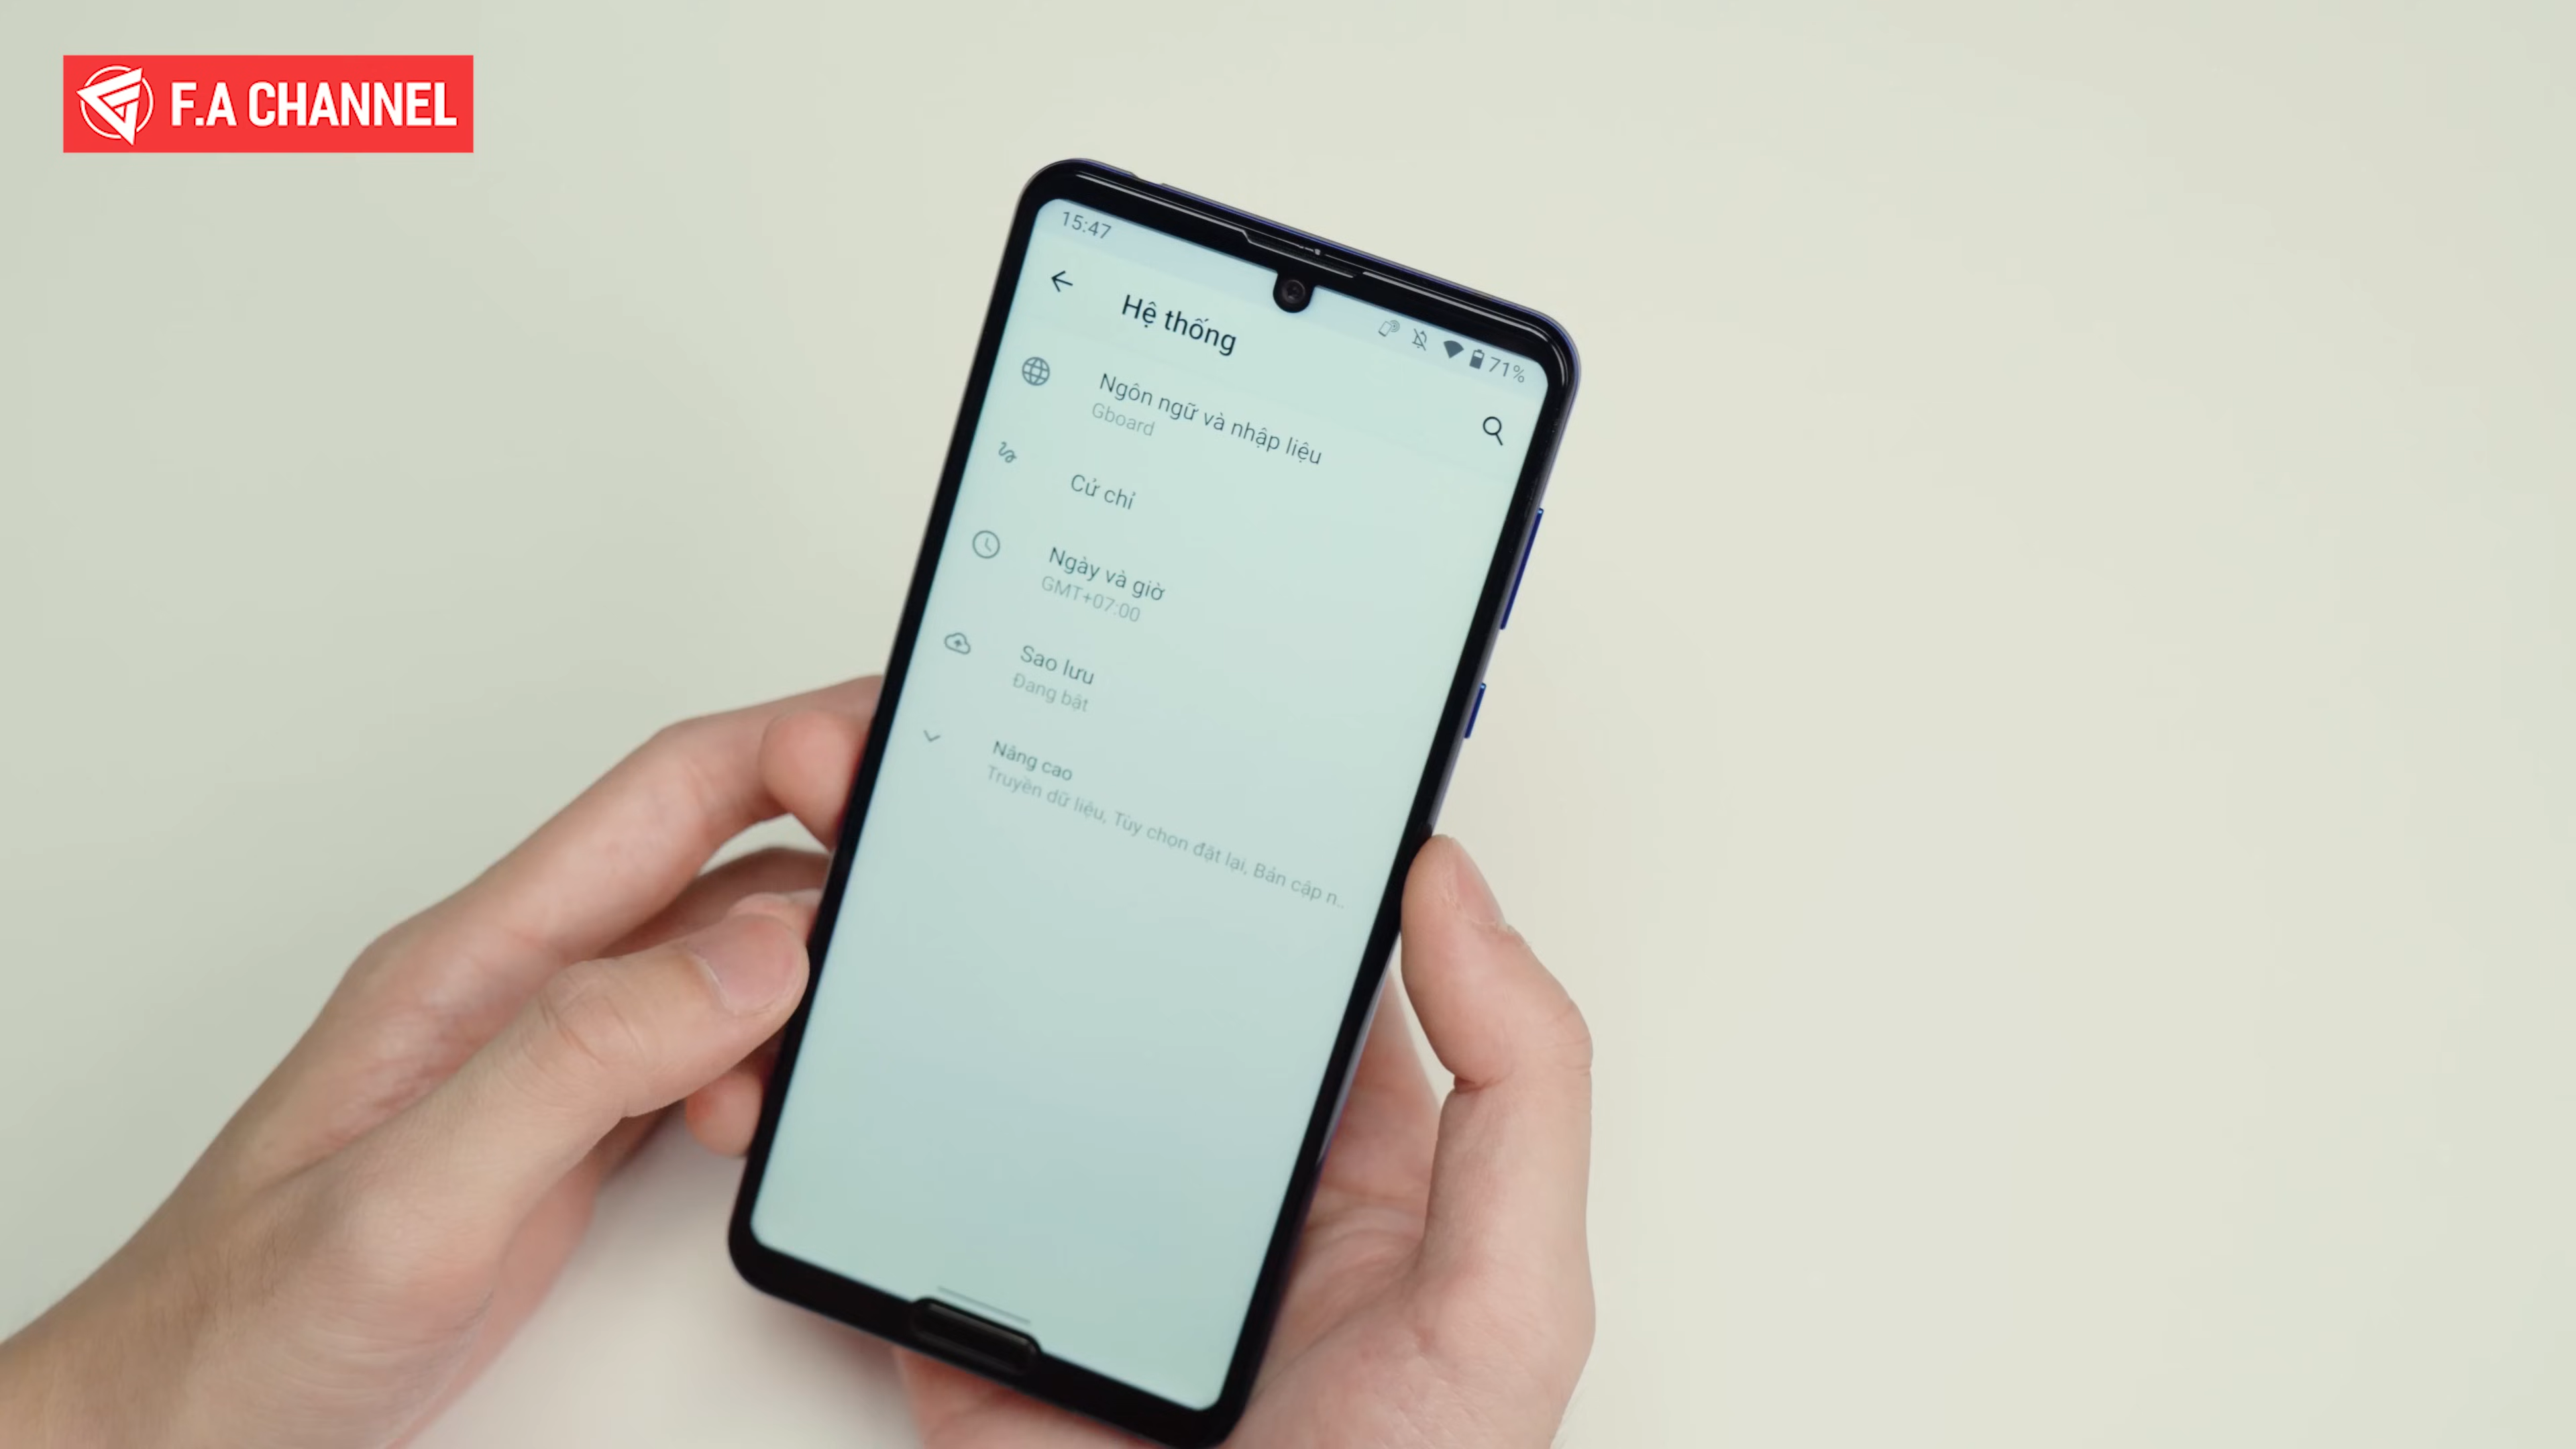 F.A CHANNEL
15:47
71%
Hệ thống
Ngôn ngữ và nhập liệu
Gboard
Cử chỉ
Ngày và giờ
GMT+07:00
Sao lưu
Đang bật
Nâng cao
Truyền dữ liệu, Tùy chọn đặt lại, Bản cập n..